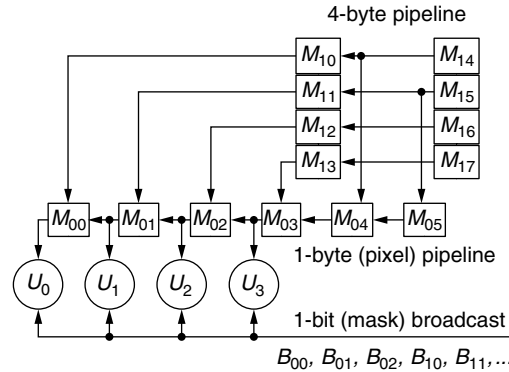 4-byte pipeline
M10 M14
M11 M15
M12 M16
M13 M17
M00 M01 M02 M03 M04 M05
1-byte (pixel) pipeline
U0 U1 U2 U3
1-bit (mask) broadcast
B00, B01, B02, B10, B11,...